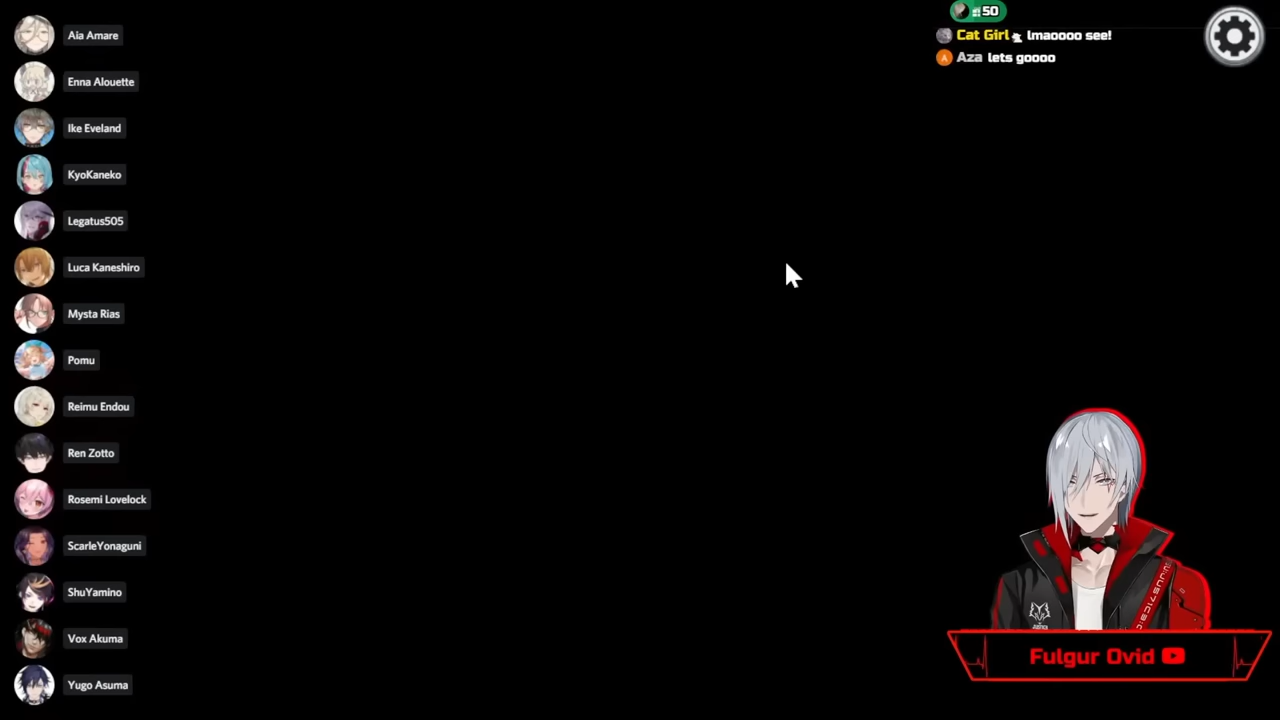 Aia Amare
Enna Alouette
Ike Eveland
KyoKaneko
Legatus505
Luca Kaneshiro
Mysta Rias
Pomu
Reimu Endou
Ren Zotto
Rosemi Lovelock
ScarleYonaguni
ShuYamino
Vox Akuma
Yugo Asuma
50
Cat Girl lmaoooo see!
A Aza lets goooo
Fulgur Ovid